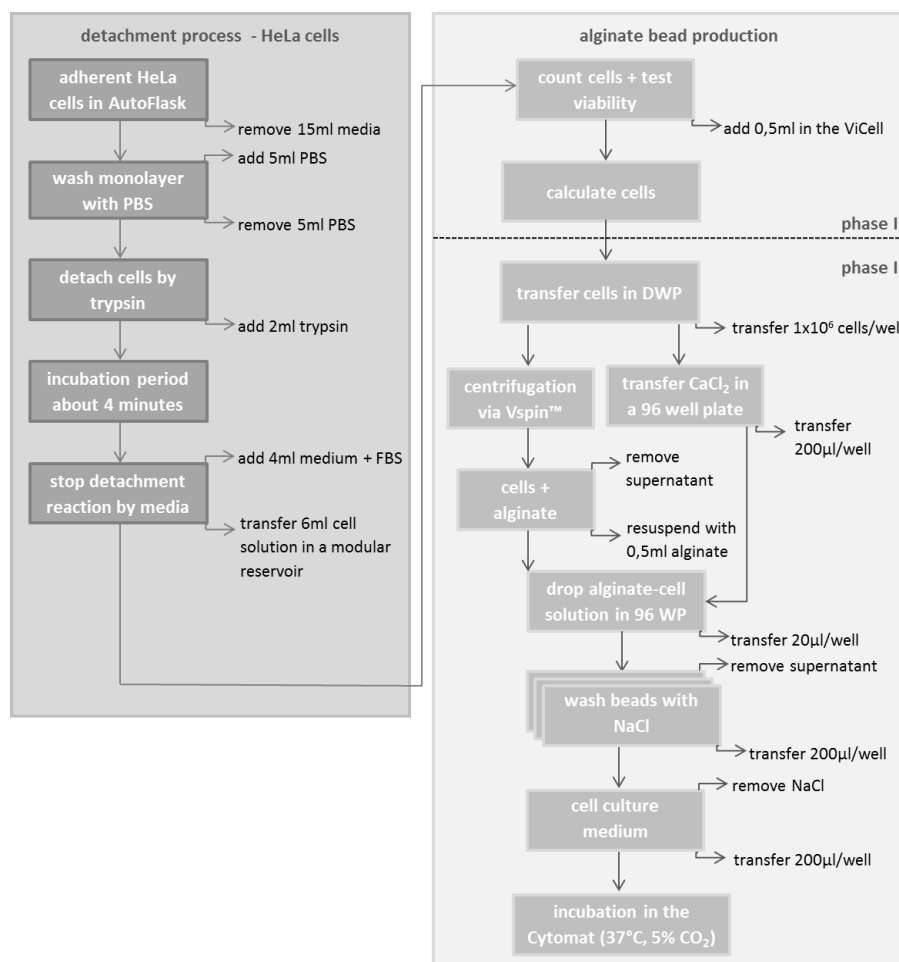 detachment process - HeLa cells
adherent HeLa
cells in AutoFlask
remove 15ml media
add 5ml PBS
wash monolayer
with PBS
remove 5ml PBS
detach cells by
trypsin
add 2ml trypsin
incubation period
about 4 minutes
add 4ml medium + FBS
stop detachment
reaction by media
transfer 6ml cell
solution in a modular
reservoir
alginate bead production
count cells + test
viability
add 0,5ml in the ViCell
calculate cells
phase I
phase I
transfer cells in DWP
transfer 1x10⁶ cells/wel
centrifugation
via Vspin™
transfer CaCl₂ in
a 96 well plate
transfer
200µl/well
remove
supernatant
cells +
alginate
resuspend with
0,5ml alginate
drop alginate-cell
solution in 96 WP
transfer 20µl/well
remove supernatant
wash beads with
NaCl
transfer 200µl/well
remove NaCl
cell culture
medium
transfer 200µl/well
incubation in the
Cytomat (37°C, 5% CO₂)